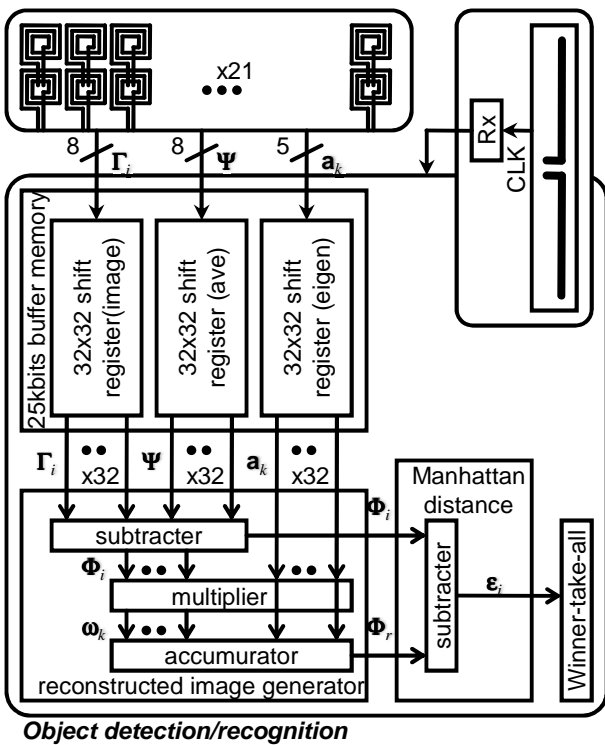 x21
8
Γi
8
Ψ
5
ak
Rx
CLK
25kbits buffer memory
32x32 shift
register(image)
32x32 shift
register (ave)
32x32 shift
register (eigen)
Γi
x32
Ψ
x32
ak
x32
Manhattan
distance
subtracter
Φi
Φi
multiplier
ωk
accumurator
Φr
reconstructed image generator
subtracter
εi
Winner-take-all
Object detection/recognition